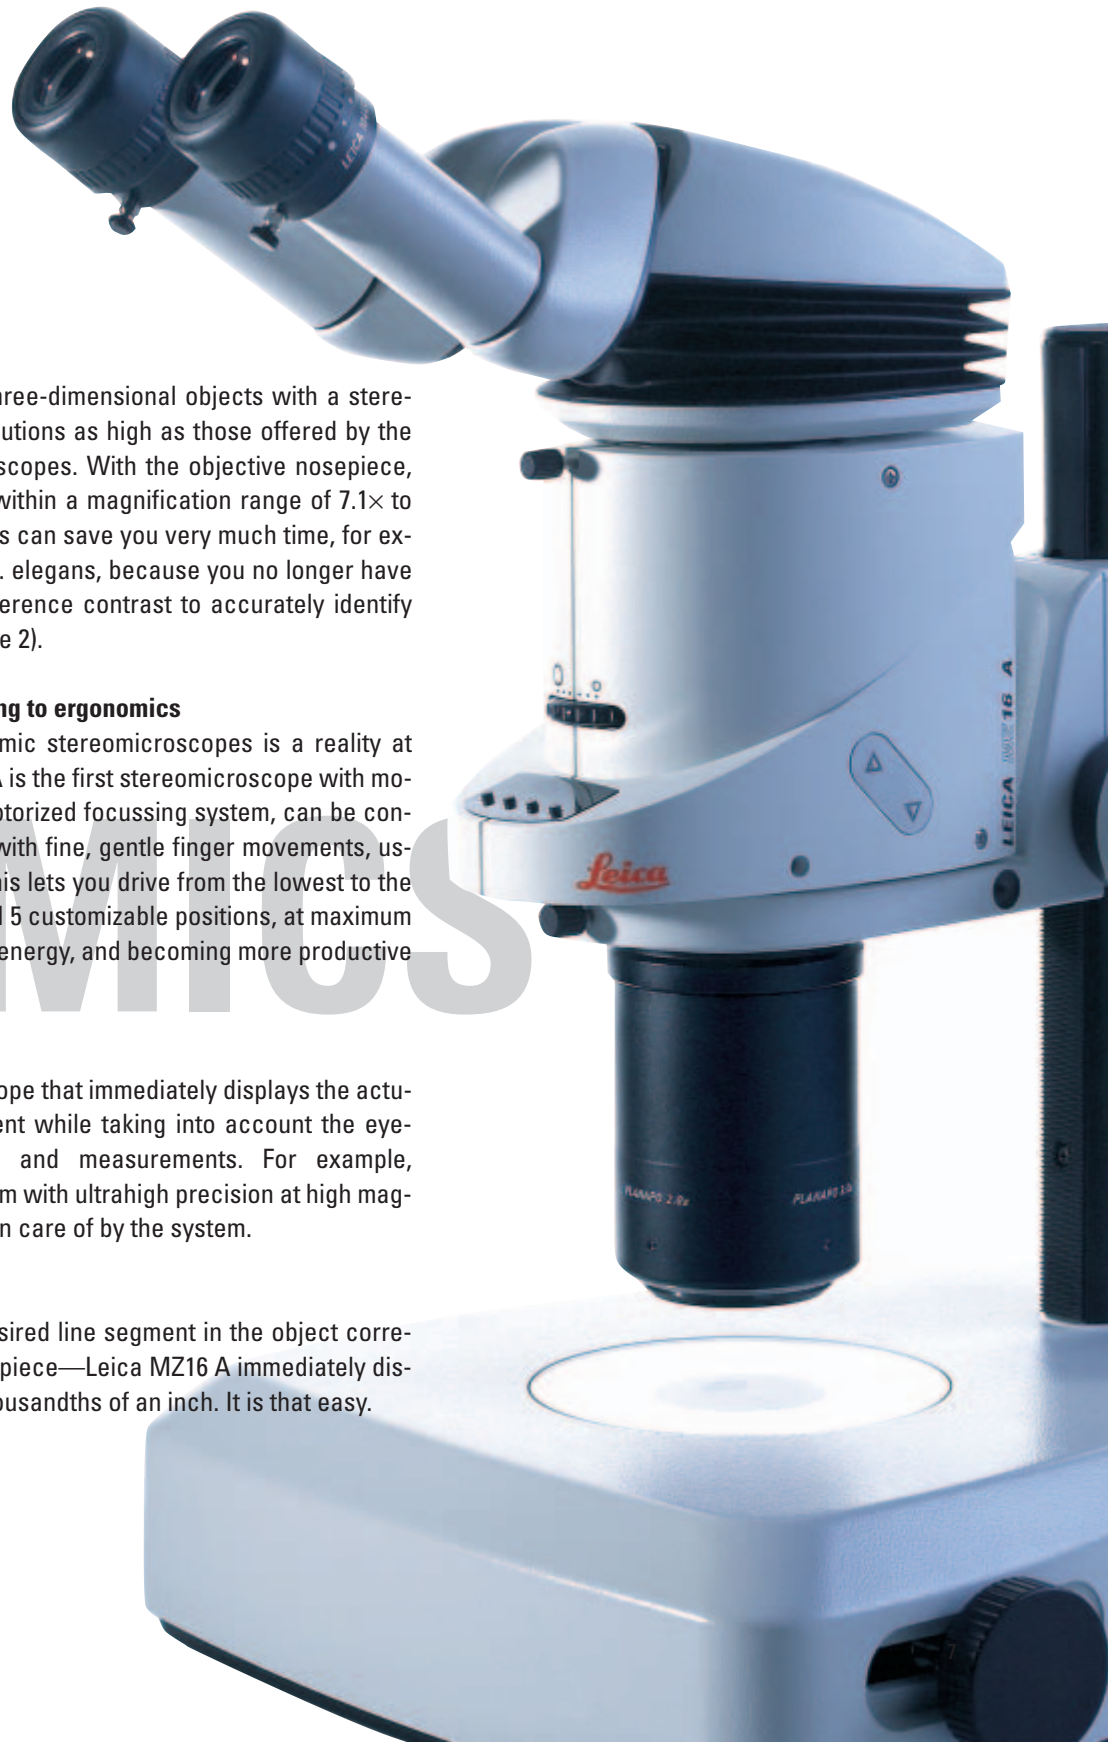 ree-dimensional objects with a stere-
utions as high as those offered by the
scopes. With the objective nosepiece,
within a magnification range of 7.1× to
s can save you very much time, for ex-
. elegans, because you no longer have
erence contrast to accurately identify
e 2).
ng to ergonomics
mic stereomicroscopes is a reality at
A is the first stereomicroscope with mo-
torized focussing system, can be con-
with fine, gentle finger movements, us-
his lets you drive from the lowest to the
d 5 customizable positions, at maximum
energy, and becoming more productive
MICS
ope that immediately displays the actu-
ent while taking into account the eye-
and measurements. For example,
m with ultrahigh precision at high mag-
n care of by the system.
sired line segment in the object corre-
piece—Leica MZ16 A immediately dis-
ousandths of an inch. It is that easy.
LEICA
LEICA MZ16 A
Leica
PLANAPO
PLANAPO